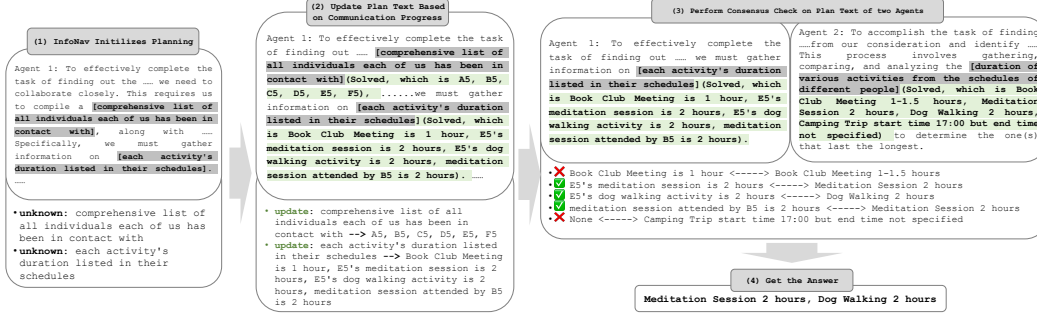 (1) InfoNav Initilizes Planning
Agent 1: To effectively complete the
task of finding out the …… we need to
collaborate closely. This requires us
to compile a [comprehensive list of
all individuals each of us has been in
contact with], along with ……
Specifically, we must gather
information on [each activity's
duration listed in their schedules].
……
•unknown: comprehensive list of
all individuals each of us has
been in contact with
•unknown: each activity's
duration listed in their
schedules
(2) Update Plan Text Based
on Communication Progress
Agent 1: To effectively complete the task
of finding out …… [comprehensive list of
all individuals each of us has been in
contact with](Solved, which is A5, B5,
C5, D5, E5, F5), ......we must gather
information on [each activity's duration
listed in their schedules](Solved, which
is Book Club Meeting is 1 hour, E5's
meditation session is 2 hours, E5's dog
walking activity is 2 hours, meditation
session attended by B5 is 2 hours). ……
• update: comprehensive list of all
individuals each of us has been in
contact with --> A5, B5, C5, D5, E5, F5
• update: each activity's duration listed
in their schedules --> Book Club Meeting
is 1 hour, E5's meditation session is 2
hours, E5's dog walking activity is 2
hours, meditation session attended by B5
is 2 hours
(3) Perform Consensus Check on Plan Text of two Agents
Agent 1: To effectively complete the
task of finding out …… we must gather
information on [each activity's duration
listed in their schedules](Solved, which
is Book Club Meeting is 1 hour, E5's
meditation session is 2 hours, E5's dog
walking activity is 2 hours, meditation
session attended by B5 is 2 hours).
Agent 2: To accomplish the task of finding
……from our consideration and identify ……
This process involves gathering,
comparing, and analyzing the [duration of
various activities from the schedules of
different people](Solved, which is Book
Club Meeting 1-1.5 hours, Meditation
Session 2 hours, Dog Walking 2 hours,
Camping Trip start time 17:00 but end time
not specified) to determine the one(s)
that last the longest.
•❌ Book Club Meeting is 1 hour <-----> Book Club Meeting 1-1.5 hours
•✅ E5's meditation session is 2 hours <-----> Meditation Session 2 hours
•✅ E5's dog walking activity is 2 hours <-----> Dog Walking 2 hours
•✅ meditation session attended by B5 is 2 hours <-----> Meditation Session 2 hours
•❌ None <-----> Camping Trip start time 17:00 but end time not specified
(4) Get the Answer
Meditation Session 2 hours, Dog Walking 2 hours